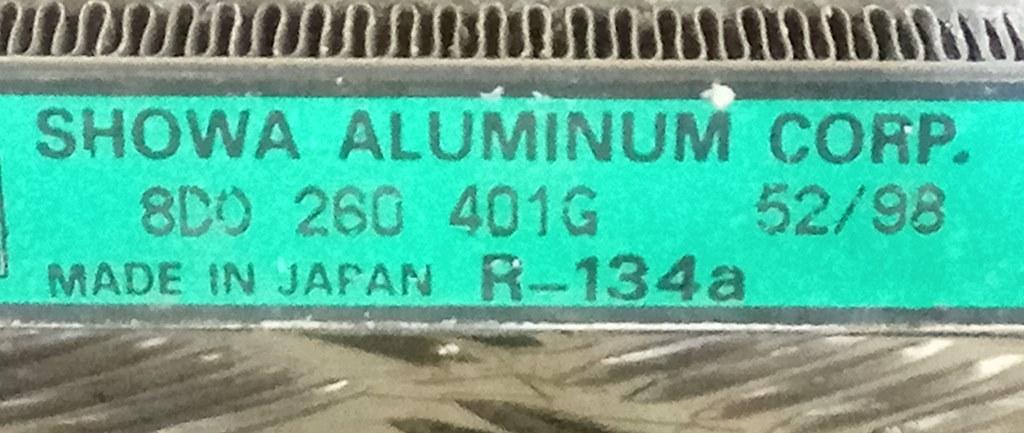 SHOWA ALUMINUM CORP.
8D0 260 401G 52/98
MADE IN JAPAN R-134a